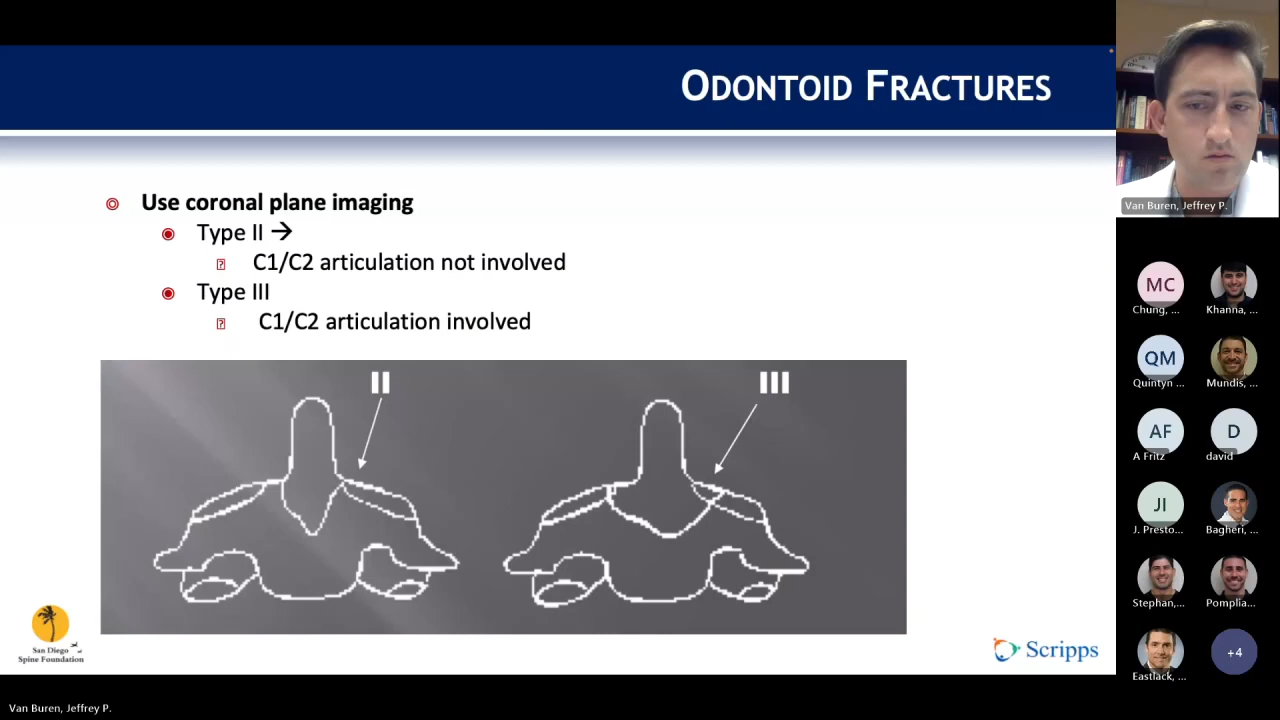 ODONTOID FRACTURES
Use coronal plane imaging
Type II →
C1/C2 articulation not involved
Type III
C1/C2 articulation involved
II
III
San Diego
Spine Foundation
Scripps
Van Buren, Jeffrey P.
MC
Chung, ...
Khanna, ...
QM
Quintyn ...
Mundis, ...
AF
A Fritz
D
david
JI
J. Presto...
Bagheri, ...
Stephan,...
Pomplia...
Eastlack, ...
+4
Van Buren, Jeffrey P.